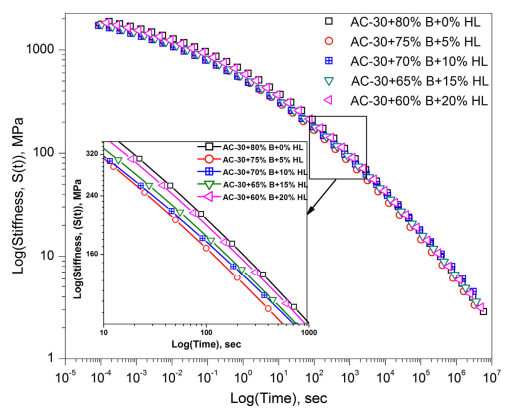 AC-30+80% B+0% HL
AC-30+75% B+5% HL
AC-30+70% B+10% HL
AC-30+65% B+15% HL
AC-30+60% B+20% HL
Log(Stiffness, S(t)), MPa
1000
100
10
1
10-5 10-4 10-3 10-2 10-1 100 101 102 103 104 105 106 107
Log(Time), sec
AC-30+80% B+0% HL
AC-30+75% B+5% HL
AC-30+70% B+10% HL
AC-30+65% B+15% HL
AC-30+60% B+20% HL
Log(Stiffness, (S(t)), MPa
320
160
10 100 1000
Log(Time), sec